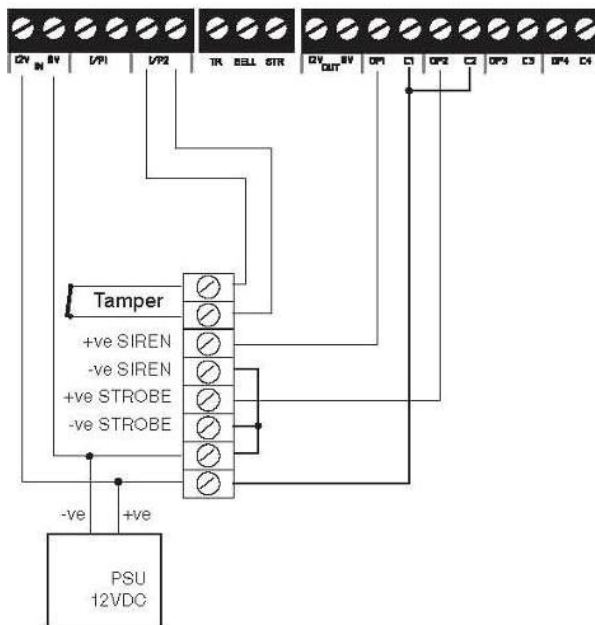 12V 0V I/P1 I/P2 TR BELL STR 12V 0V OP1 C1 OP2 C2 OP3 C3 OP4 C4
IN OUT
Tamper
+ve SIREN
-ve SIREN
+ve STROBE
-ve STROBE
-ve +ve
PSU
12VDC